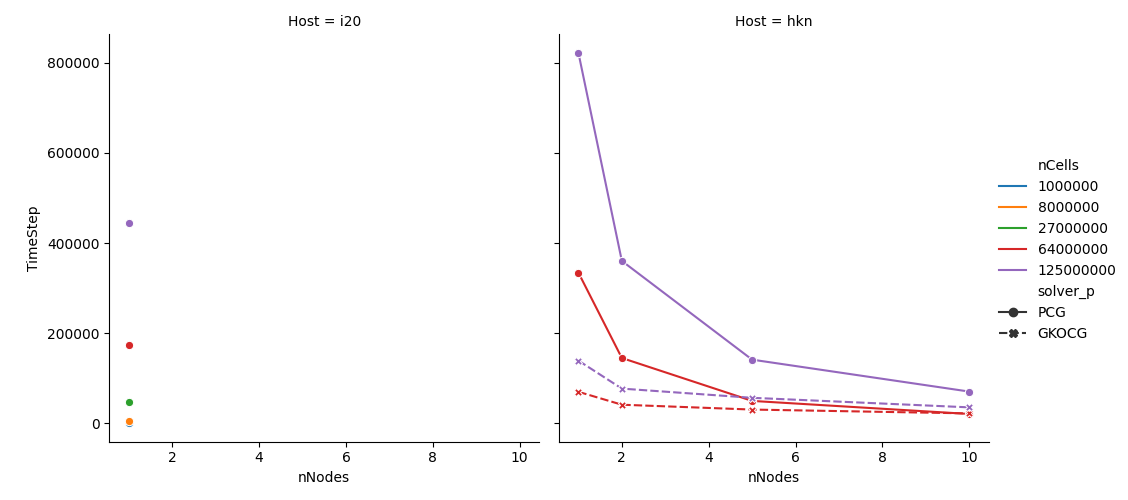 Host = i20
Host = hkn
800000
600000
400000
200000
0
TimeStep
2
4
6
8
10
nNodes
2
4
6
8
10
nNodes
nCells
1000000
8000000
27000000
64000000
125000000
solver_p
PCG
GKOCG